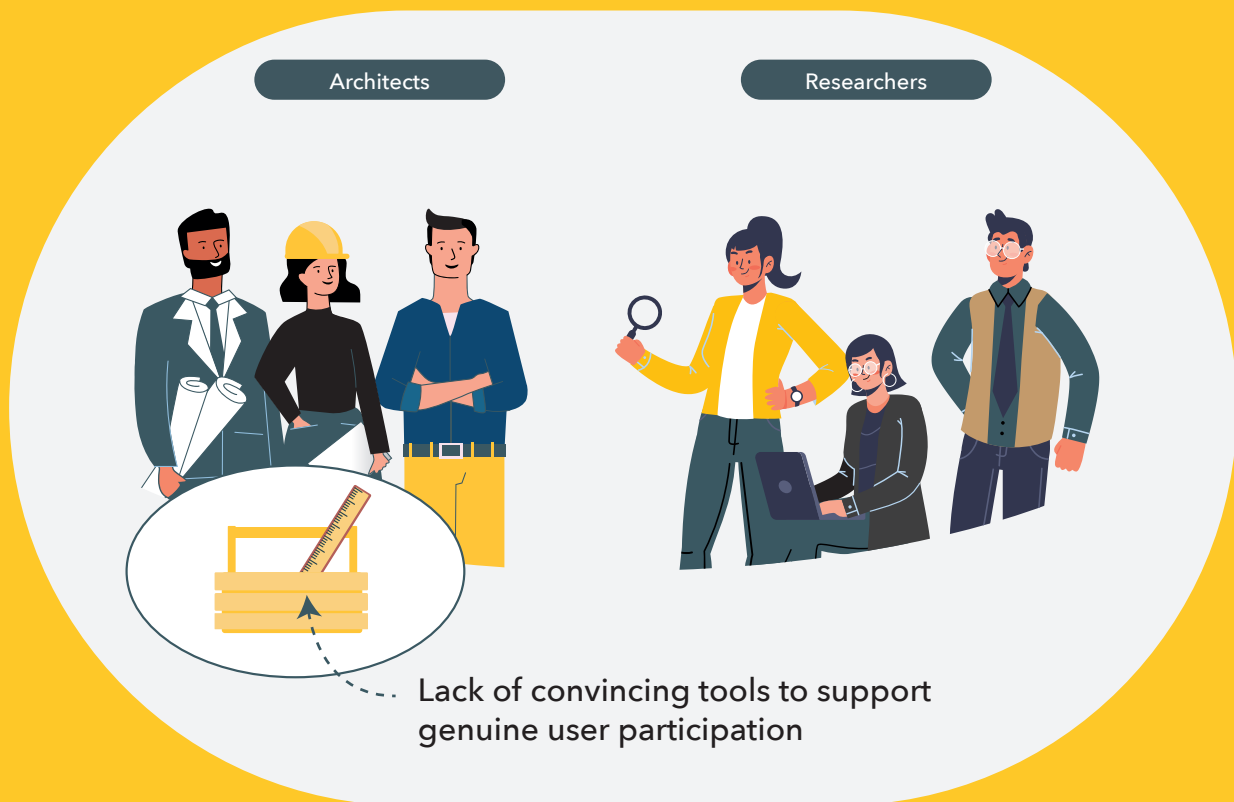 Architects
Researchers
Lack of convincing tools to support
genuine user participation